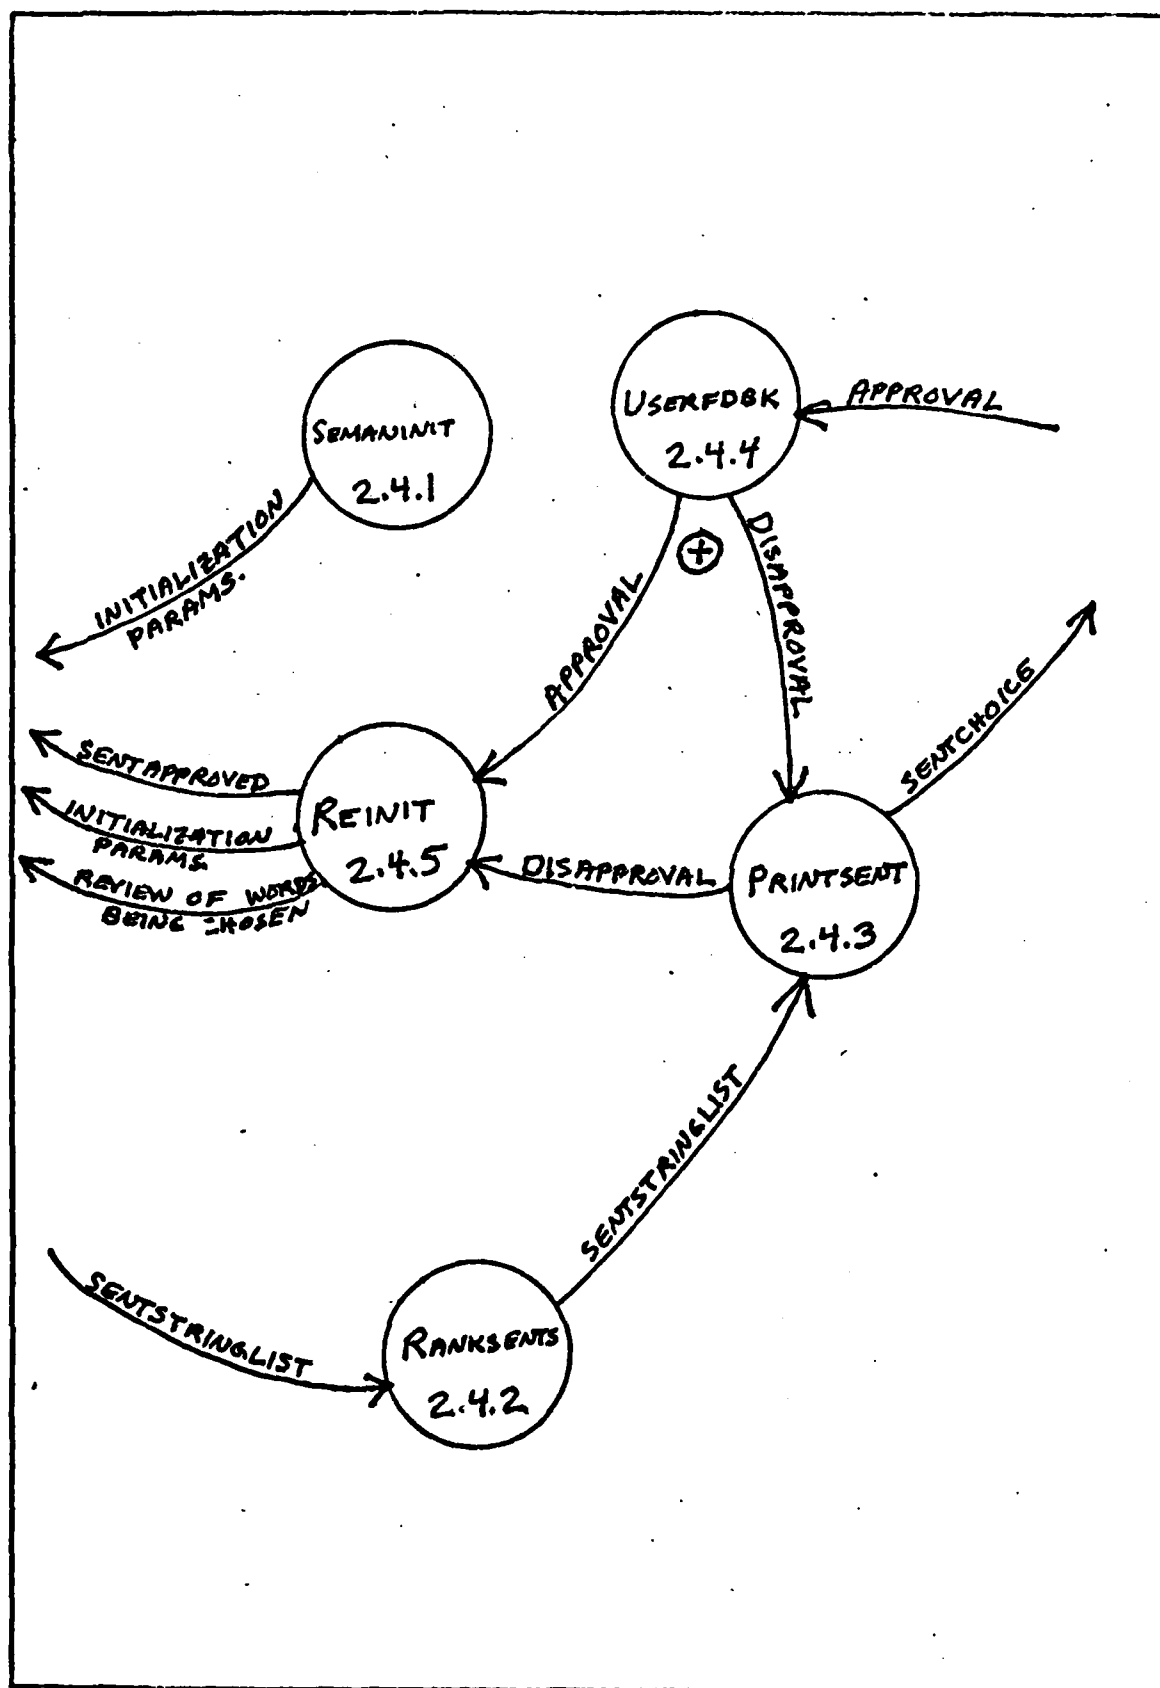 SEMANINIT
2.4.1
USERFDBK
2.4.4
APPROVAL
INITIALIZATION
PARAMS.
APPROVAL
DISAPPROVAL
SENTCHOICE
SENTAPPROVED
INITIALIZATION
PARAMS.
REVIEW OF WORDS
BEING CHOSEN
REINIT
2.4.5
DISAPPROVAL
PRINTSENT
2.4.3
SENTSTRINGLIST
SENTSTRINGLIST
RANKSENTS
2.4.2